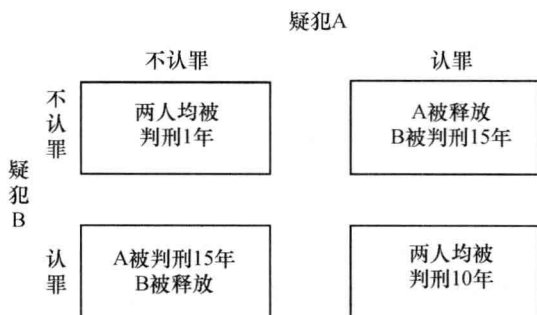 疑犯A
不认罪
认罪
不认罪
两人均被
判刑1年
A被释放
B被判刑15年
疑犯B
认罪
A被判刑15年
B被释放
两人均被
判刑10年